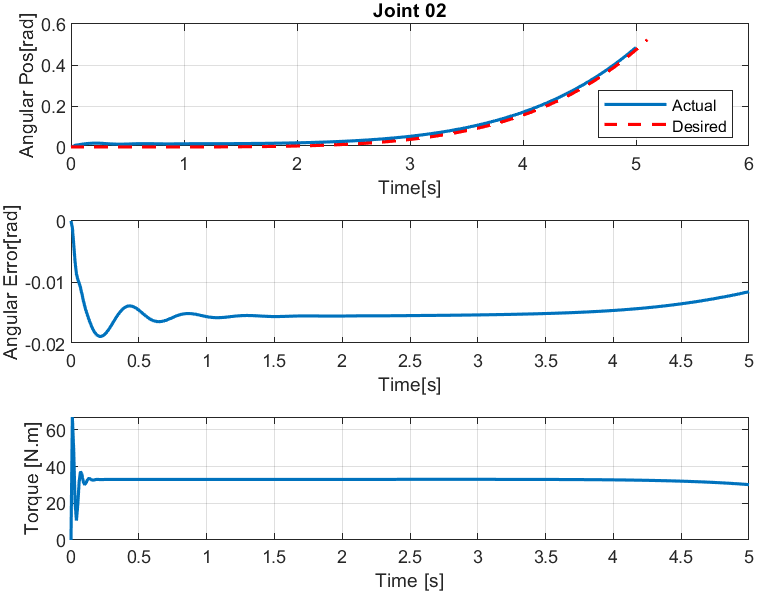 Joint 02
Angular Pos[rad]
0.6
0.4
0.2
0
0 1 2 3 4 5 6
Time[s]
Actual
Desired
Angular Error[rad]
0
-0.01
-0.02
0 0.5 1 1.5 2 2.5 3 3.5 4 4.5 5
Time[s]
Torque [N.m]
60
40
20
0
0 0.5 1 1.5 2 2.5 3 3.5 4 4.5 5
Time [s]